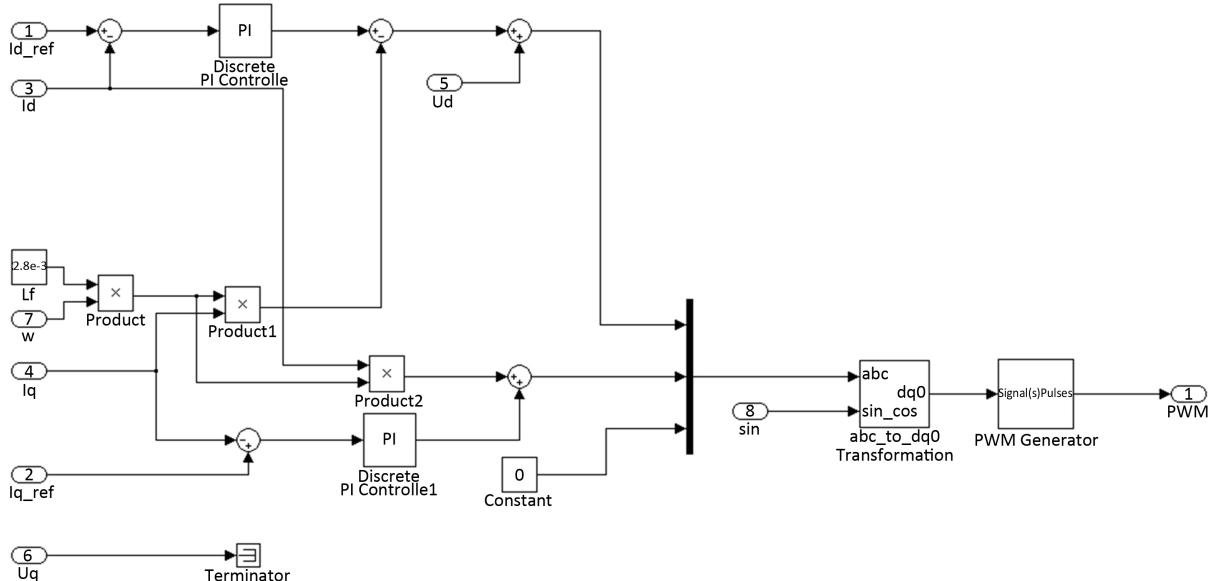 1
Id_ref
+
−
PI
Discrete
PI Controlle
+
−
+
+
3
Id
5
Ud
2.8e-3
Lf
7
w
×
Product
×
Product1
4
Iq
×
Product2
+
+
−
+
PI
Discrete
PI Controlle1
2
Iq_ref
0
Constant
8
sin
abc
dq0
sin_cos
abc_to_dq0
Transformation
Signal(s)Pulses
PWM Generator
1
PWM
6
Uq
Terminator